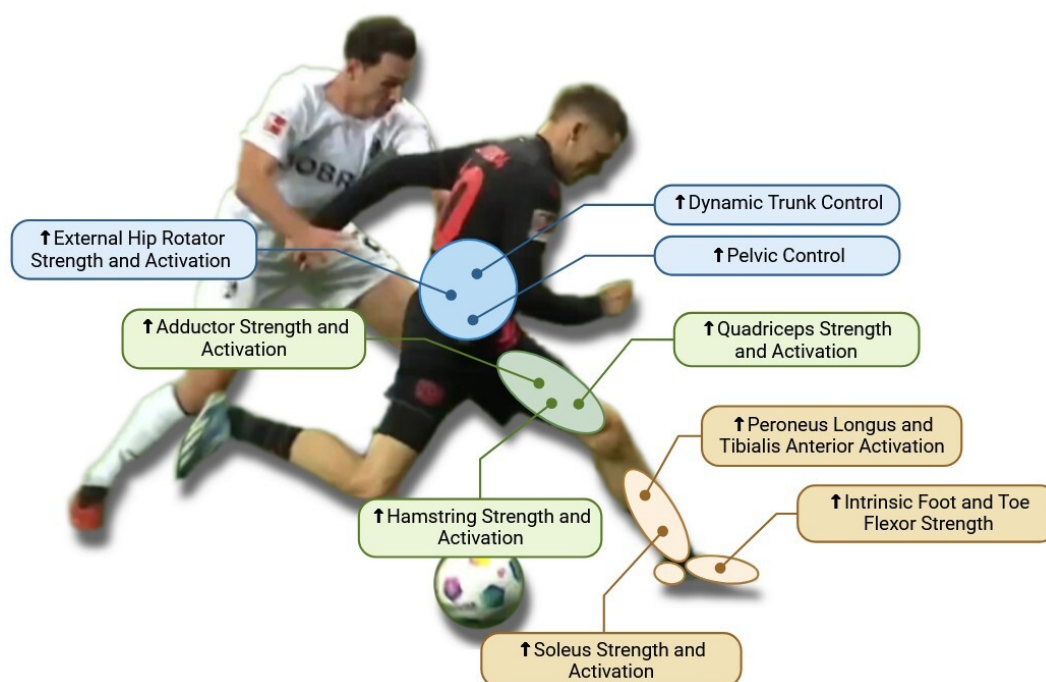 OBR
↑Dynamic Trunk Control
↑External Hip Rotator
Strength and Activation
↑Pelvic Control
↑Adductor Strength and
Activation
↑Quadriceps Strength
and Activation
↑Peroneus Longus and
Tibialis Anterior Activation
↑Hamstring Strength and
Activation
↑Intrinsic Foot and Toe
Flexor Strength
↑Soleus Strength and
Activation